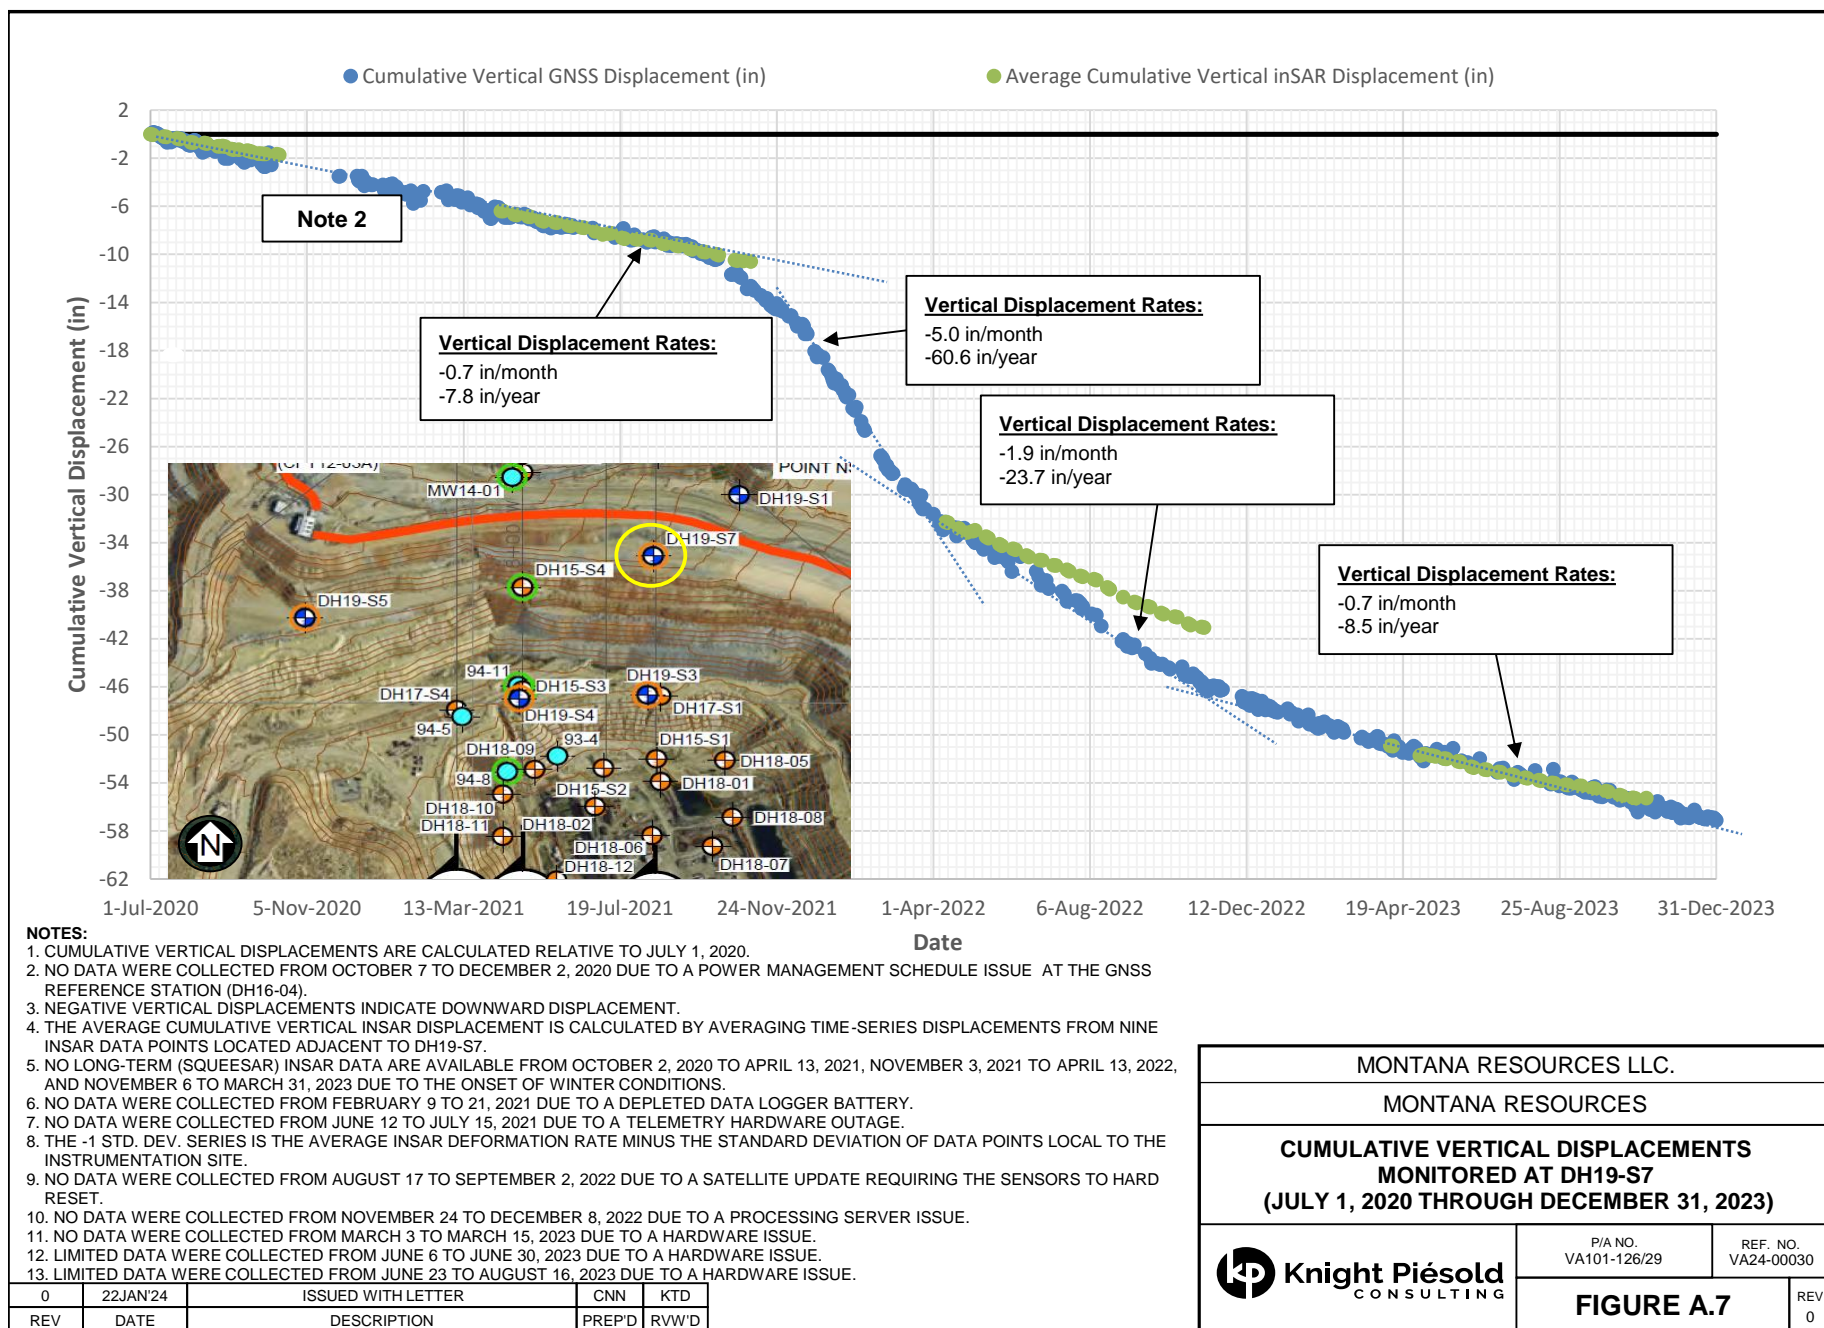 Cumulative Vertical GNSS Displacement (in)
Average Cumulative Vertical inSAR Displacement (in)
2
-2
-6
-10
-14
-18
-22
-26
-30
-34
-38
-42
-46
-50
-54
-58
-62
Cumulative Vertical Displacement (in)
Note 2
Vertical Displacement Rates:
-0.7 in/month
-7.8 in/year
Vertical Displacement Rates:
-5.0 in/month
-60.6 in/year
Vertical Displacement Rates:
-1.9 in/month
-23.7 in/year
Vertical Displacement Rates:
-0.7 in/month
-8.5 in/year
MW14-01
POINT
DH19-S1
DH19-S7
DH15-S4
DH19-S5
94-11
DH15-S3
DH19-S3
DH17-S4
DH17-S1
DH19-S4
94-5
93-4
DH15-S1
DH18-09
DH18-05
94-8
DH15-S2
DH18-01
DH18-10
DH18-08
DH18-11
DH18-02
DH18-06
DH18-07
DH18-12
N
1-Jul-2020
5-Nov-2020
13-Mar-2021
19-Jul-2021
24-Nov-2021
1-Apr-2022
6-Aug-2022
12-Dec-2022
19-Apr-2023
25-Aug-2023
31-Dec-2023
Date
NOTES:
1. CUMULATIVE VERTICAL DISPLACEMENTS ARE CALCULATED RELATIVE TO JULY 1, 2020.
2. NO DATA WERE COLLECTED FROM OCTOBER 7 TO DECEMBER 2, 2020 DUE TO A POWER MANAGEMENT SCHEDULE ISSUE AT THE GNSS
REFERENCE STATION (DH16-04).
3. NEGATIVE VERTICAL DISPLACEMENTS INDICATE DOWNWARD DISPLACEMENT.
4. THE AVERAGE CUMULATIVE VERTICAL INSAR DISPLACEMENT IS CALCULATED BY AVERAGING TIME-SERIES DISPLACEMENTS FROM NINE
INSAR DATA POINTS LOCATED ADJACENT TO DH19-S7.
5. NO LONG-TERM (SQUEESAR) INSAR DATA ARE AVAILABLE FROM OCTOBER 2, 2020 TO APRIL 13, 2021, NOVEMBER 3, 2021 TO APRIL 13, 2022,
AND NOVEMBER 6 TO MARCH 31, 2023 DUE TO THE ONSET OF WINTER CONDITIONS.
6. NO DATA WERE COLLECTED FROM FEBRUARY 9 TO 21, 2021 DUE TO A DEPLETED DATA LOGGER BATTERY.
7. NO DATA WERE COLLECTED FROM JUNE 12 TO JULY 15, 2021 DUE TO A TELEMETRY HARDWARE OUTAGE.
8. THE -1 STD. DEV. SERIES IS THE AVERAGE INSAR DEFORMATION RATE MINUS THE STANDARD DEVIATION OF DATA POINTS LOCAL TO THE
INSTRUMENTATION SITE.
9. NO DATA WERE COLLECTED FROM AUGUST 17 TO SEPTEMBER 2, 2022 DUE TO A SATELLITE UPDATE REQUIRING THE SENSORS TO HARD
RESET.
10. NO DATA WERE COLLECTED FROM NOVEMBER 24 TO DECEMBER 8, 2022 DUE TO A PROCESSING SERVER ISSUE.
11. NO DATA WERE COLLECTED FROM MARCH 3 TO MARCH 15, 2023 DUE TO A HARDWARE ISSUE.
12. LIMITED DATA WERE COLLECTED FROM JUNE 6 TO JUNE 30, 2023 DUE TO A HARDWARE ISSUE.
13. LIMITED DATA WERE COLLECTED FROM JUNE 23 TO AUGUST 16, 2023 DUE TO A HARDWARE ISSUE.
0 22JAN'24 ISSUED WITH LETTER CNN KTD
REV DATE DESCRIPTION PREP'D RVW'D
MONTANA RESOURCES LLC.
MONTANA RESOURCES
CUMULATIVE VERTICAL DISPLACEMENTS
MONITORED AT DH19-S7
(JULY 1, 2020 THROUGH DECEMBER 31, 2023)
kp Knight Piésold
CONSULTING
P/A NO.
VA101-126/29
REF. NO.
VA24-00030
FIGURE A.7
REV
0